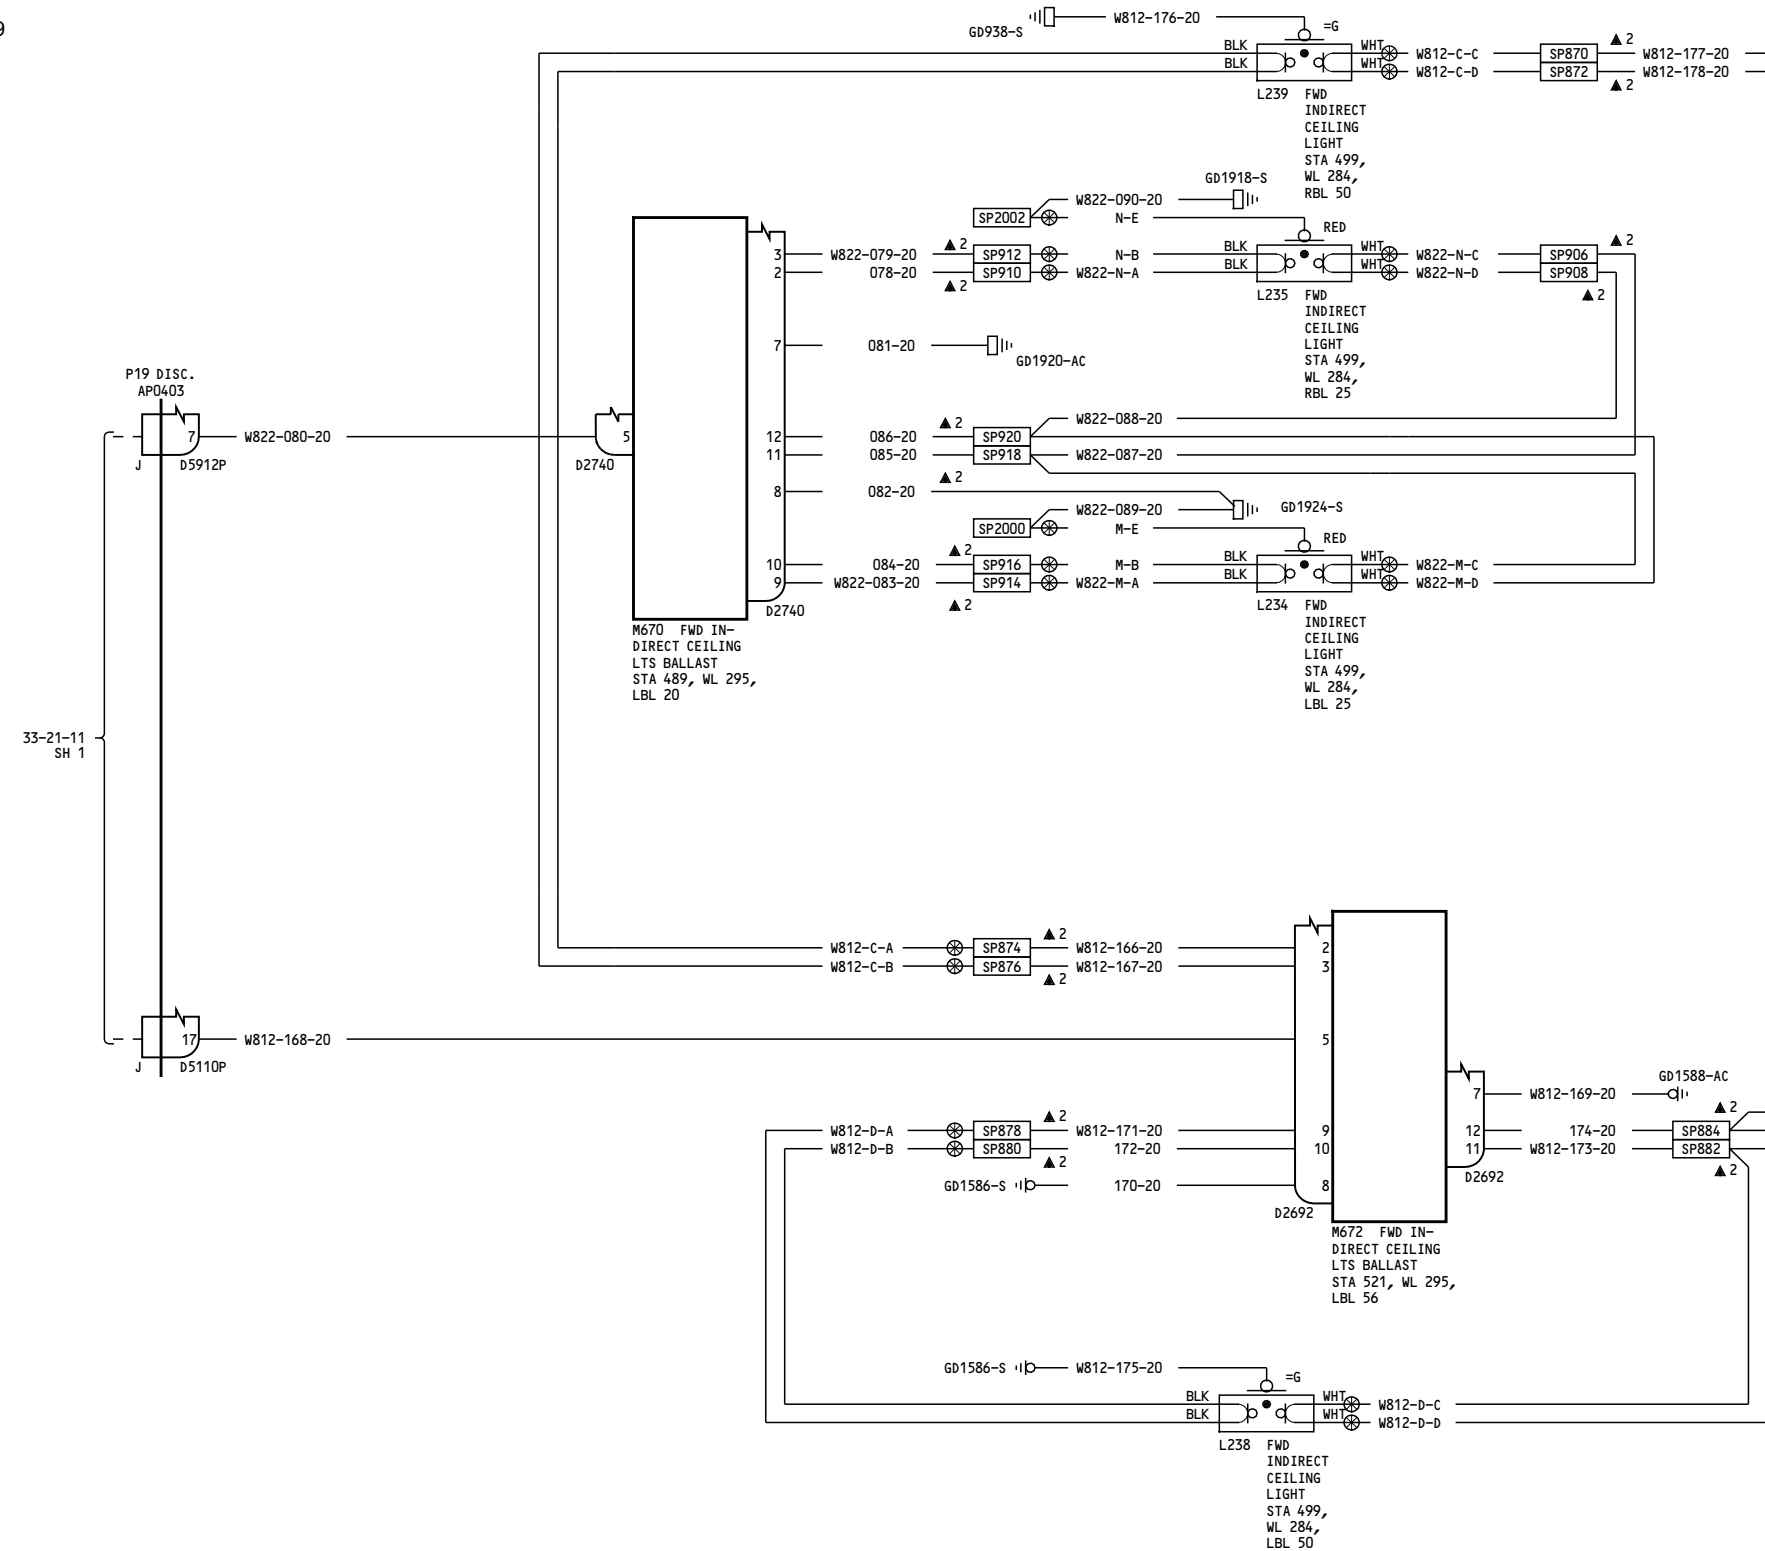 9
GD938-S
W812-176-20
=G
BLK
BLK
WHT
WHT
W812-C-C
W812-C-D
SP870
SP872
▲ 2
▲ 2
W812-177-20
W812-178-20
L239 FWD
INDIRECT
CEILING
LIGHT
STA 499,
WL 284,
RBL 50
GD1918-S
SP2002
W822-090-20
N-E
RED
3
2
W822-079-20
078-20
▲ 2
▲ 2
SP912
SP910
N-B
W822-N-A
BLK
BLK
WHT
WHT
W822-N-C
W822-N-D
SP906
SP908
▲ 2
▲ 2
L235 FWD
INDIRECT
CEILING
LIGHT
STA 499,
WL 284,
RBL 25
7
081-20
GD1920-AC
P19 DISC.
AP0403
7
W822-080-20
J
D5912P
5
D2740
12
11
086-20
085-20
▲ 2
▲ 2
SP920
SP918
W822-088-20
W822-087-20
8
082-20
SP2000
W822-089-20
M-E
GD1924-S
RED
10
9
084-20
W822-083-20
▲ 2
▲ 2
SP916
SP914
M-B
W822-M-A
BLK
BLK
WHT
WHT
W822-M-C
W822-M-D
D2740
M670 FWD IN-
DIRECT CEILING
LTS BALLAST
STA 489, WL 295,
LBL 20
L234 FWD
INDIRECT
CEILING
LIGHT
STA 499,
WL 284,
LBL 25
33-21-11
SH 1
W812-C-A
W812-C-B
SP874
SP876
▲ 2
▲ 2
W812-166-20
W812-167-20
2
3
17
W812-168-20
5
J
D5110P
7
W812-169-20
GD1588-AC
W812-D-A
W812-D-B
SP878
SP880
▲ 2
▲ 2
W812-171-20
172-20
9
10
12
11
174-20
W812-173-20
SP884
SP882
▲ 2
▲ 2
GD1586-S
170-20
8
D2692
D2692
M672 FWD IN-
DIRECT CEILING
LTS BALLAST
STA 521, WL 295,
LBL 56
GD1586-S
W812-175-20
=G
BLK
BLK
WHT
WHT
W812-D-C
W812-D-D
L238 FWD
INDIRECT
CEILING
LIGHT
STA 499,
WL 284,
LBL 50